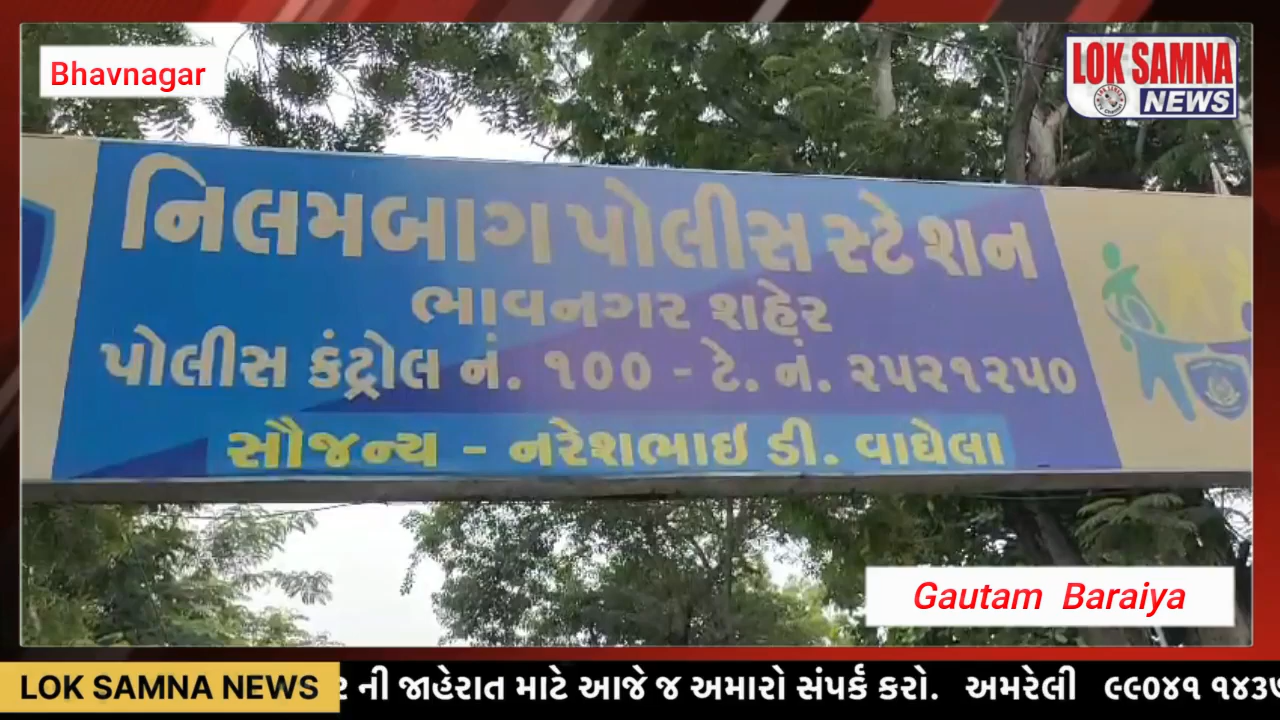 Bhavnagar
LOK SAMNA
NEWS
નિલમબાગ પોલીસ સ્ટેશન
ભાવનગર શહેર
પોલીસ કંટ્રોલ નં. ૧૦૦ - ટે. નં. ૨૫૨૧૨૫૦
સૌજન્ય - નરેશભાઇ ડી. વાઘેલા
Gautam Baraiya
LOK SAMNA NEWS
ની જાહેરાત માટે આજે જ અમારો સંપર્ક કરો. અમરેલી ૯૯૦૪૧